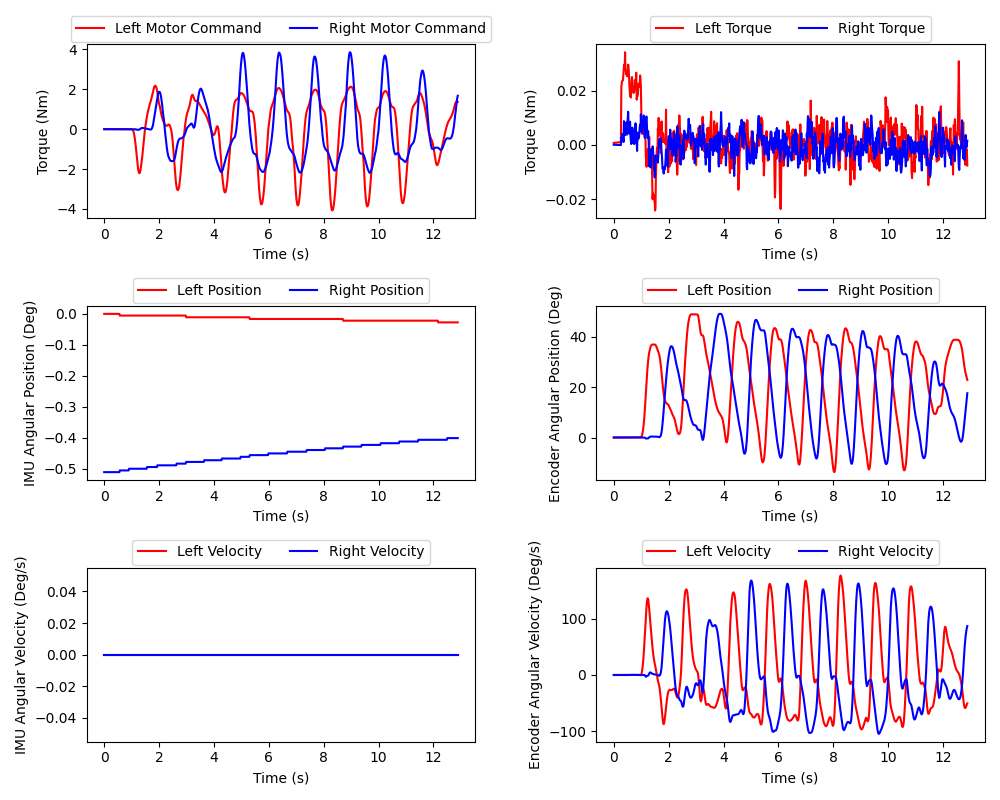 Left Motor Command Right Motor Command
Torque (Nm)
4
2
0
−2
−4
0 2 4 6 8 10 12
Time (s)
Left Torque Right Torque
Torque (Nm)
0.02
0.00
−0.02
0 2 4 6 8 10 12
Time (s)
Left Position Right Position
IMU Angular Position (Deg)
0.0
−0.1
−0.2
−0.3
−0.4
−0.5
0 2 4 6 8 10 12
Time (s)
Left Position Right Position
Encoder Angular Position (Deg)
40
20
0
0 2 4 6 8 10 12
Time (s)
Left Velocity Right Velocity
IMU Angular Velocity (Deg/s)
0.04
0.02
0.00
−0.02
−0.04
0 2 4 6 8 10 12
Time (s)
Left Velocity Right Velocity
Encoder Angular Velocity (Deg/s)
100
0
−100
0 2 4 6 8 10 12
Time (s)